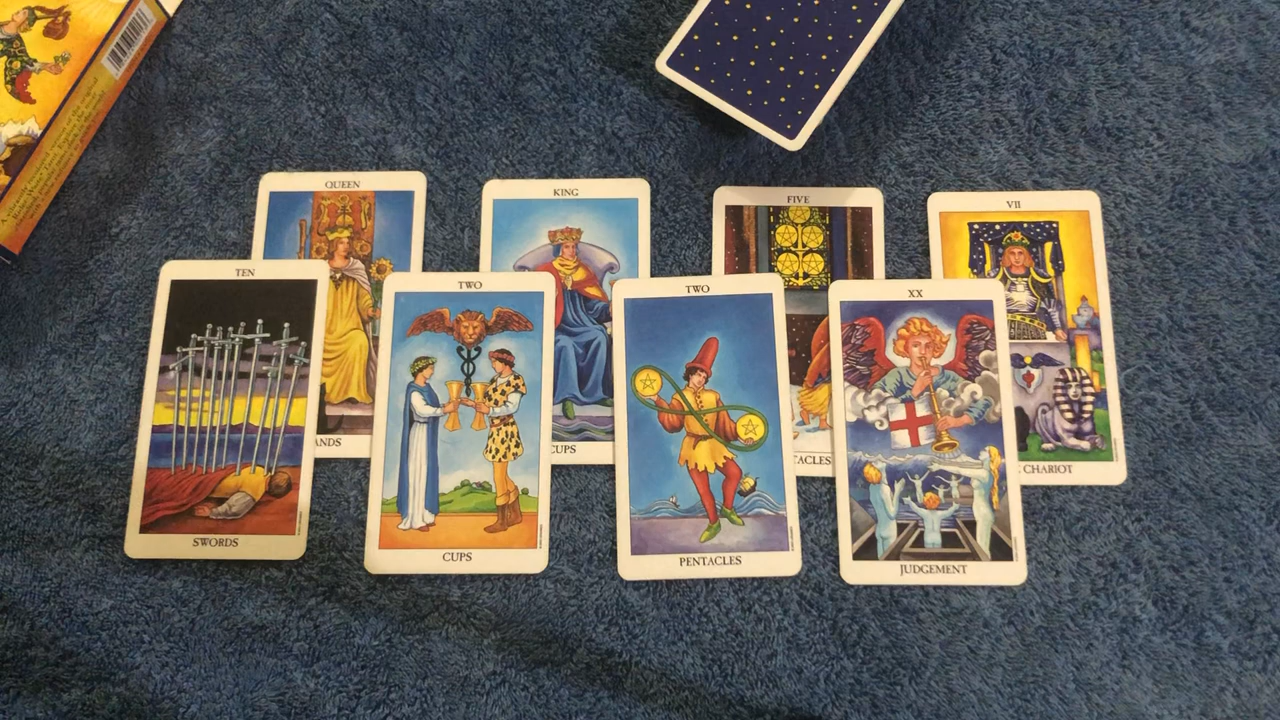 QUEEN
KING
FIVE
VII
TEN
TWO
TWO
XX
ANDS
CUPS
TACLES
CHARIOT
SWORDS
CUPS
PENTACLES
JUDGEMENT